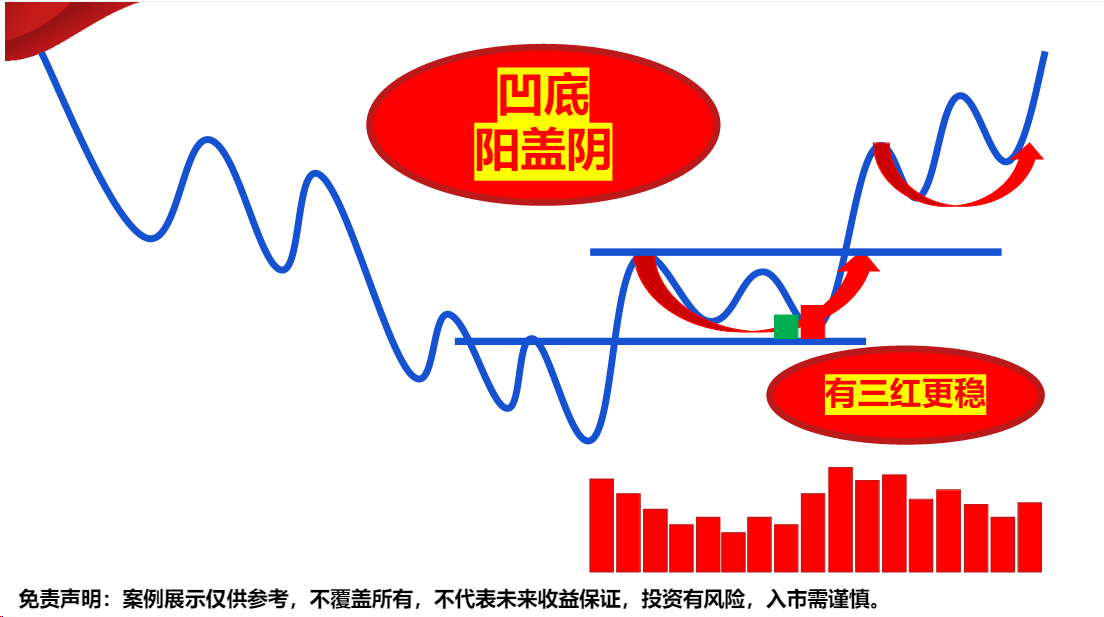 凹底
阳盖阴
有三红更稳
免责声明：案例展示仅供参考，不覆盖所有，不代表未来收益保证，投资有风险，入市需谨慎。